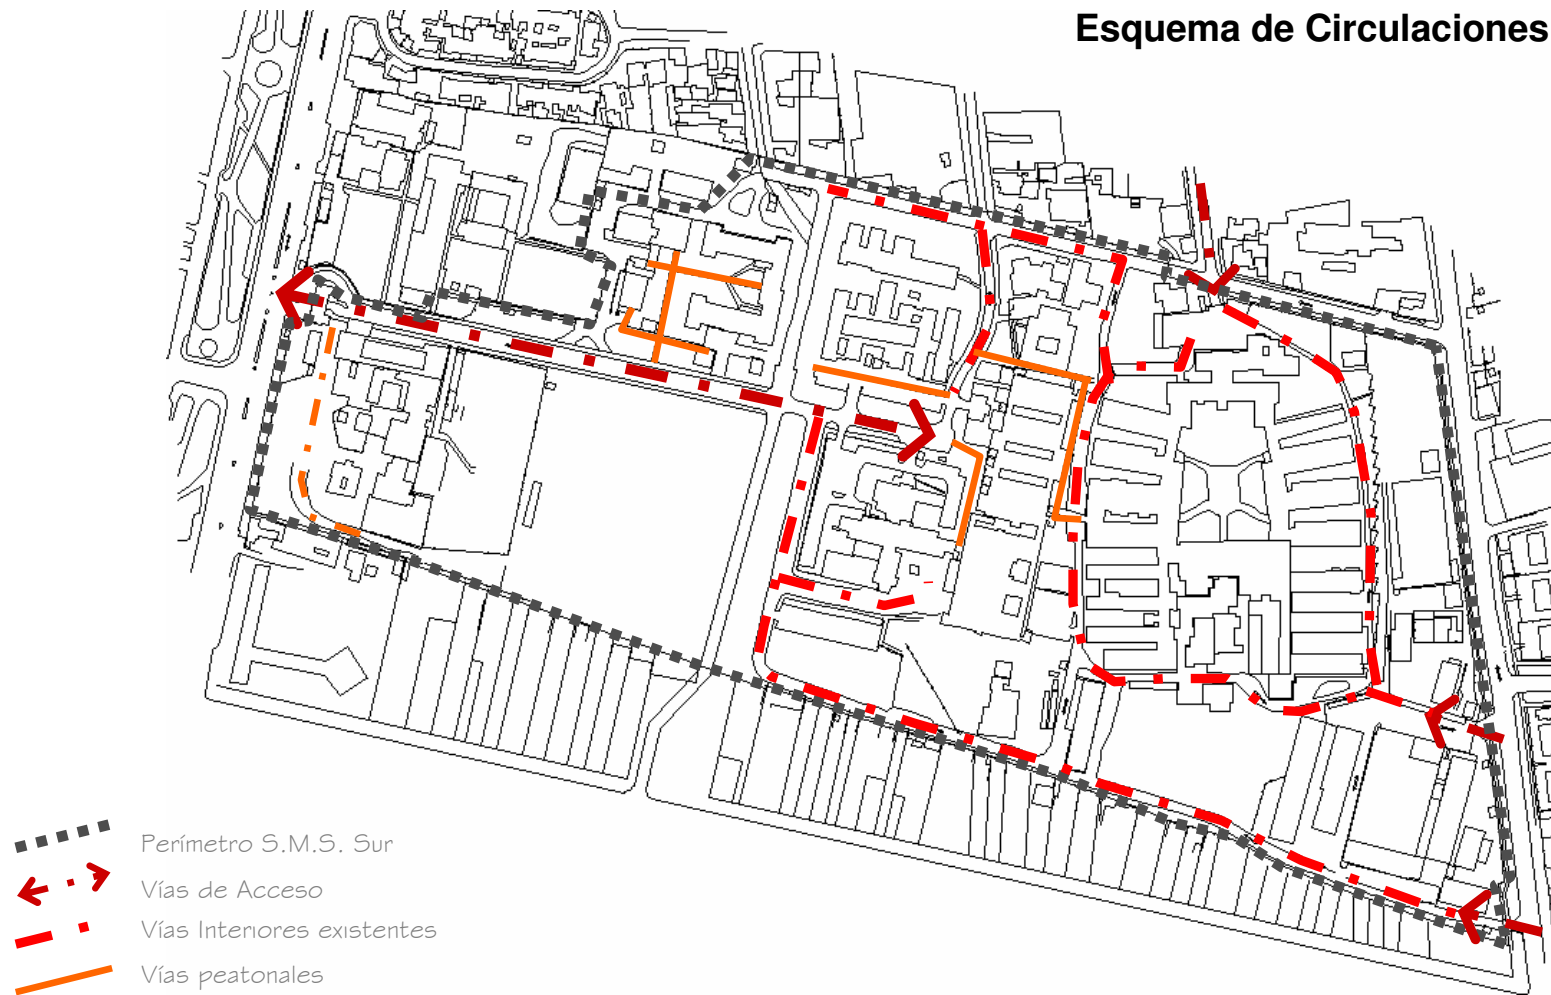 Esquema de Circulaciones
Perímetro S.M.S. Sur
Vías de Acceso
Vías Interiores existentes
Vías peatonales